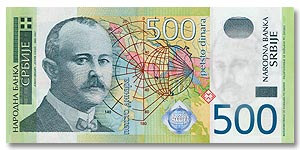 НАРОДНА БАНКА
СРБИЈЕ
500
petsto dinara
NARODNA BANKA
SRBIJE
500